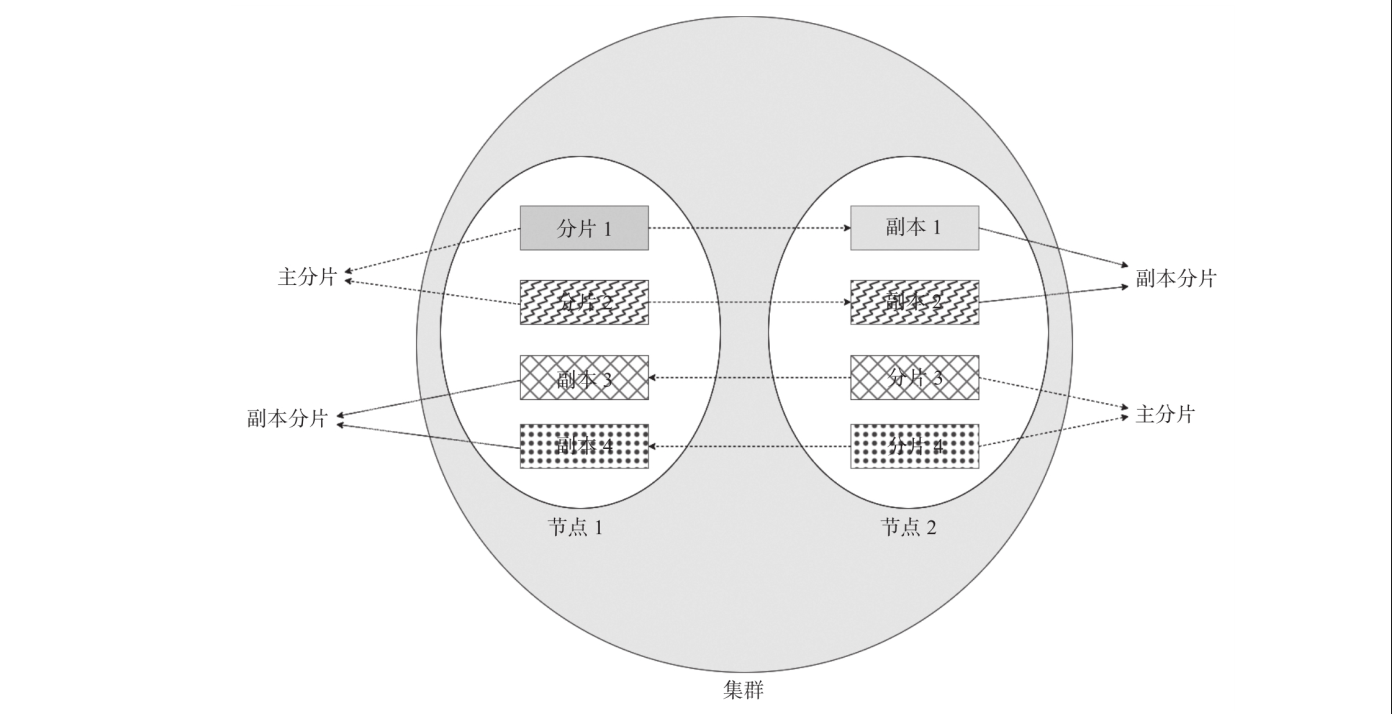 分片 1
副本 1
主分片
副本分片
分片 2
副本 2
副本 3
分片 3
副本分片
主分片
副本 4
分片 4
节点 1
节点 2
集群